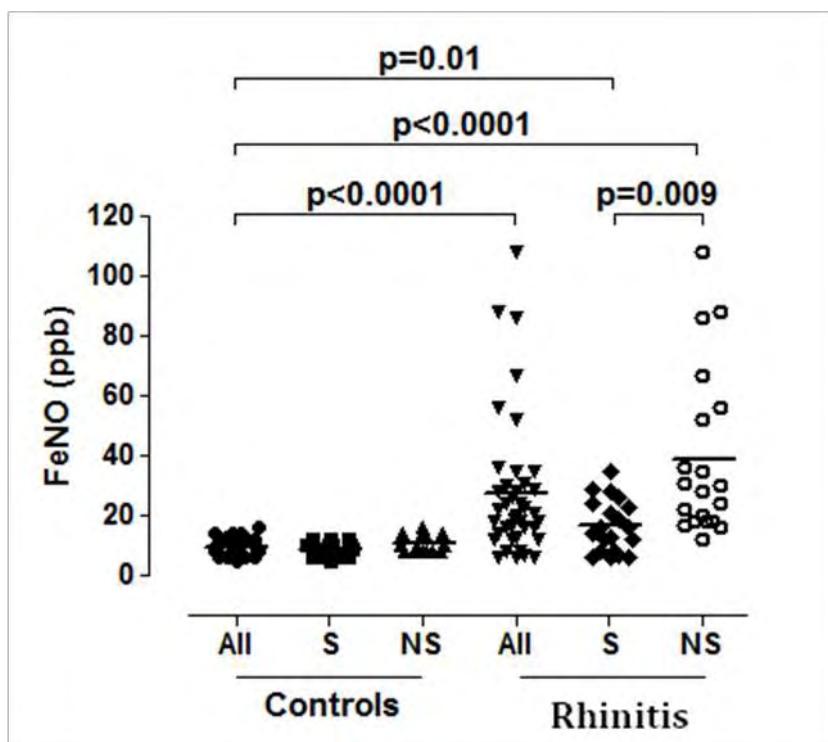 p=0.01
p<0.0001
p<0.0001 p=0.009
120
100
80
60
40
20
0
FeNO (ppb)
All S NS All S NS
Controls Rhinitis